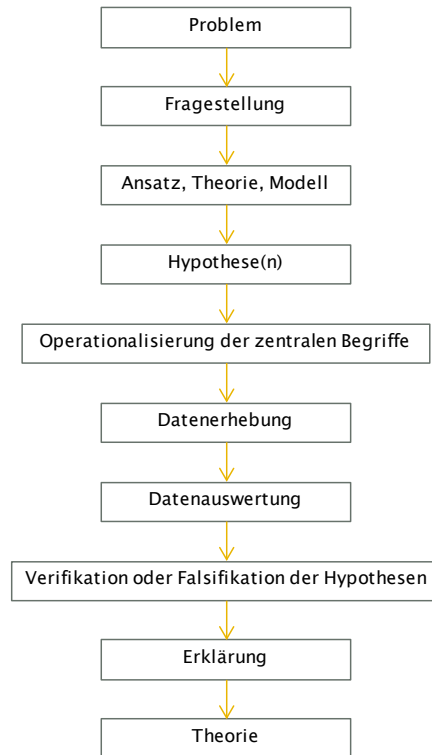 Problem
Fragestellung
Ansatz, Theorie, Modell
Hypothese(n)
Operationalisierung der zentralen Begriffe
Datenerhebung
Datenauswertung
Verifikation oder Falsifikation der Hypothesen
Erklärung
Theorie